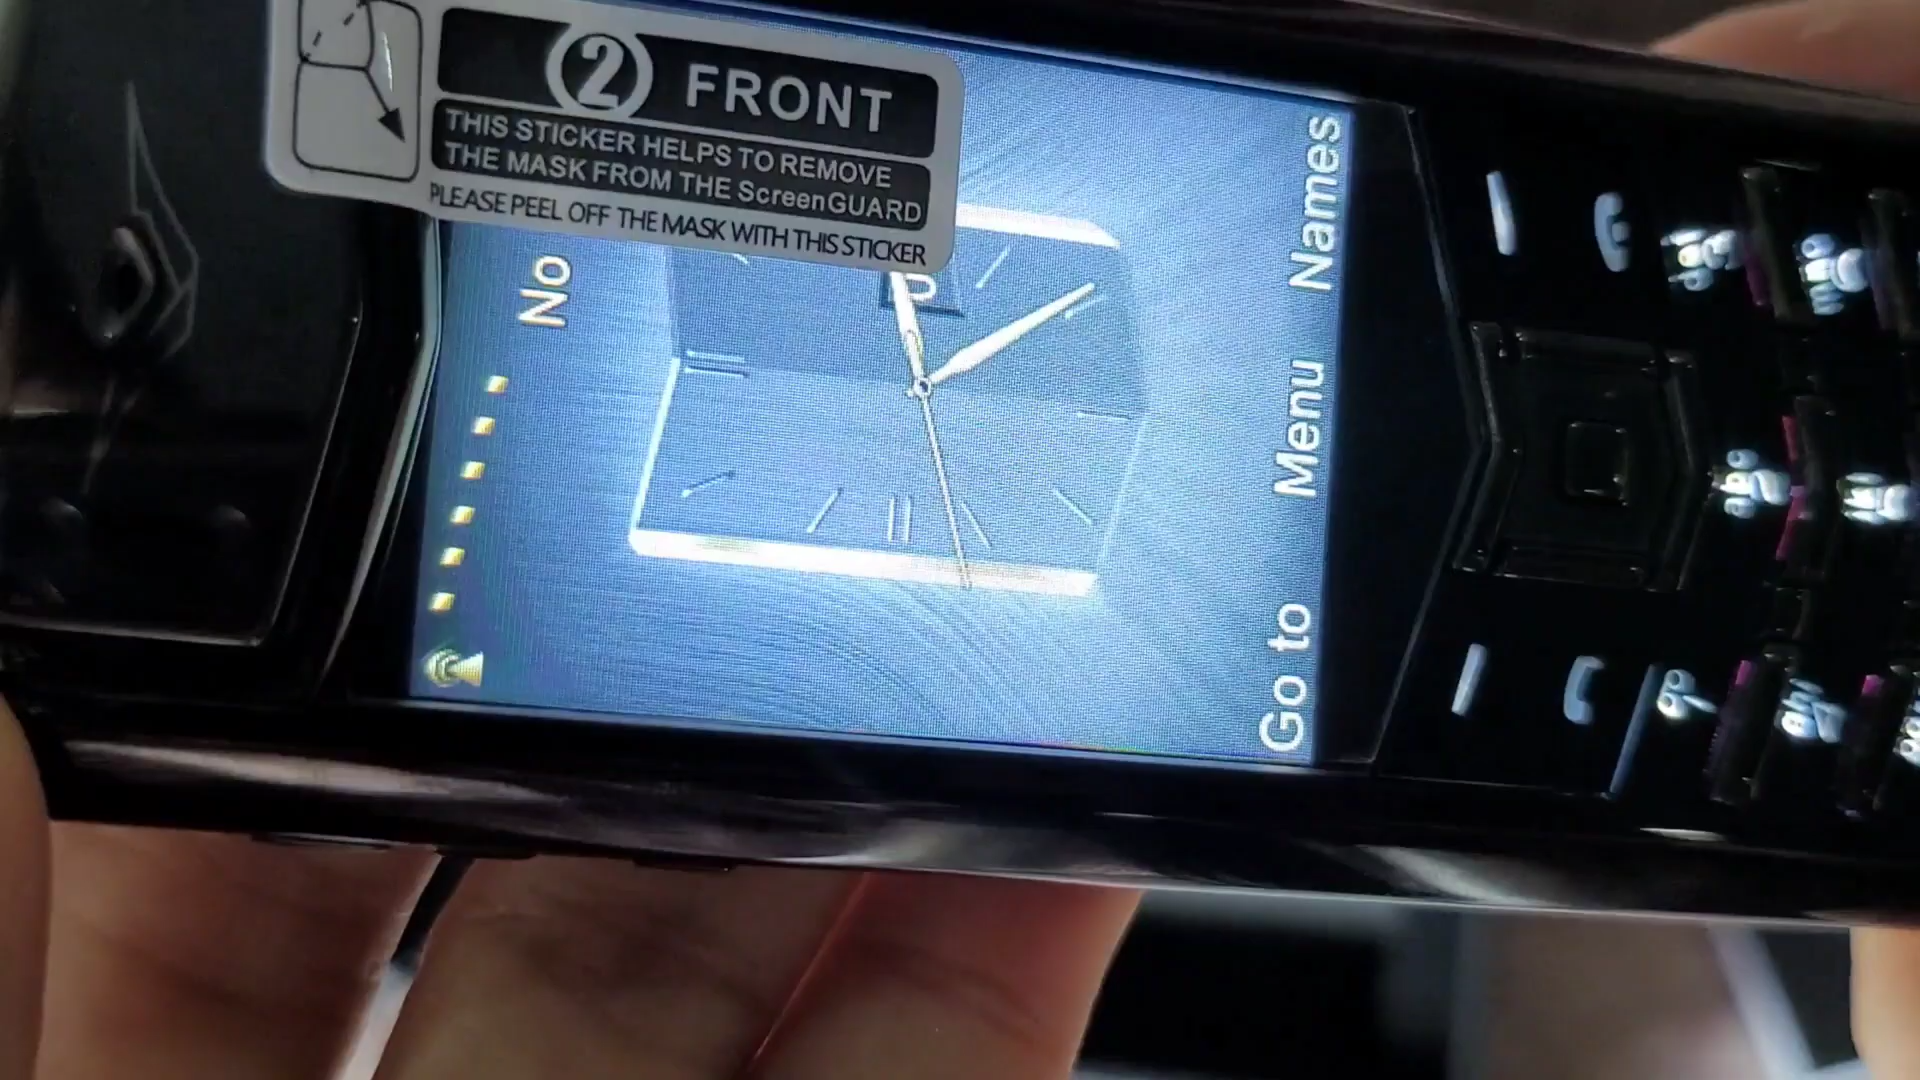 2 FRONT
THIS STICKER HELPS TO REMOVE
THE MASK FROM THE ScreenGUARD
PLEASE PEEL OFF THE MASK WITH THIS STICKER
No
Go to Menu Names
abc